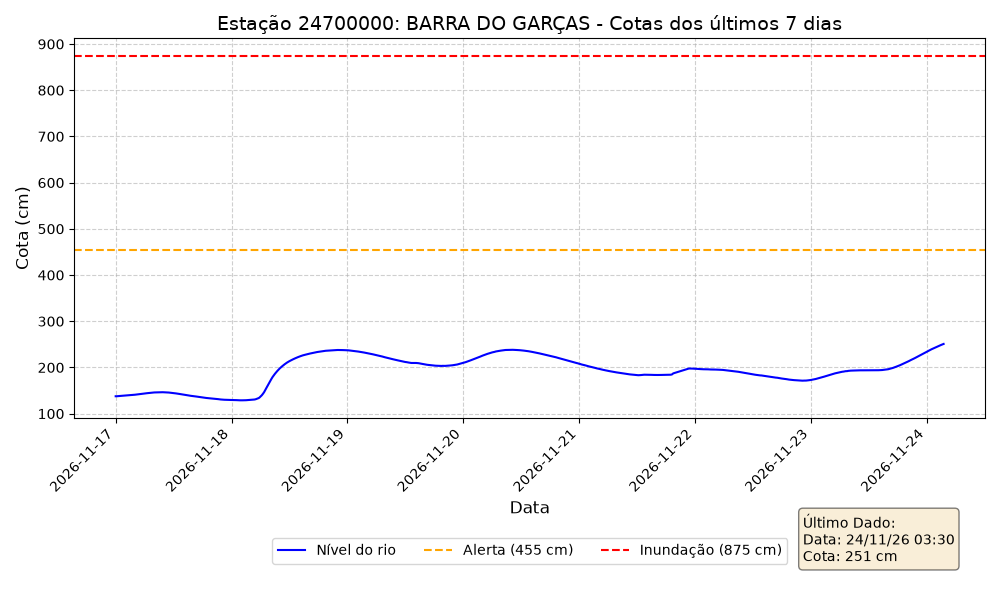 Estação 24700000: BARRA DO GARÇAS - Cotas dos últimos 7 dias
Cota (cm)
900
800
700
600
500
400
300
200
100
2026-11-17
2026-11-18
2026-11-19
2026-11-20
2026-11-21
2026-11-22
2026-11-23
2026-11-24
Data
Nível do rio
Alerta (455 cm)
Inundação (875 cm)
Último Dado:
Data: 24/11/26 03:30
Cota: 251 cm